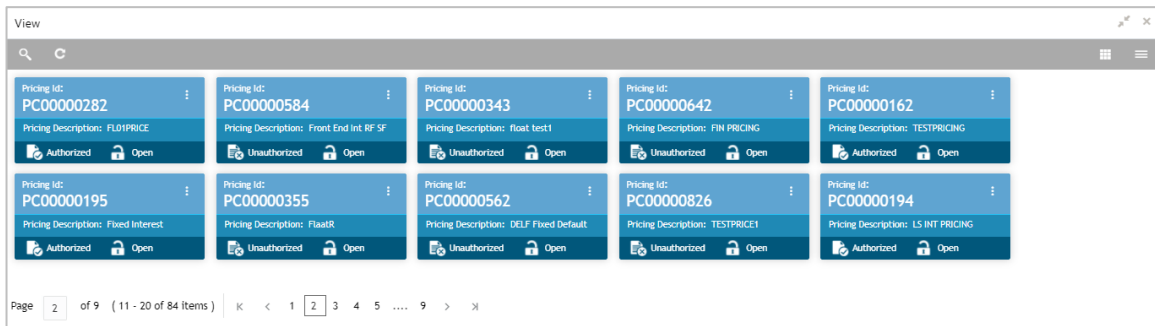 View
Pricing Id: Pricing Id: Pricing Id: Pricing Id: Pricing Id:
PC00000282 PC00000584 PC00000343 PC00000642 PC00000162
Pricing Description: FL01PRICE Pricing Description: Front End Int RF SF Pricing Description: float test1 Pricing Description: FIN PRICING Pricing Description: TESTPRICING
Authorized Open Unauthorized Open Unauthorized Open Unauthorized Open Authorized Open
Pricing Id: Pricing Id: Pricing Id: Pricing Id: Pricing Id:
PC00000195 PC00000355 PC00000562 PC00000826 PC00000194
Pricing Description: Fixed Interest Pricing Description: FlaatR Pricing Description: DELF Fixed Default Pricing Description: TESTPRICE1 Pricing Description: LS INT PRICING
Authorized Open Unauthorized Open Unauthorized Open Unauthorized Open Authorized Open
Page 2 of 9 ( 11 - 20 of 84 items ) 1 2 3 4 5 .... 9